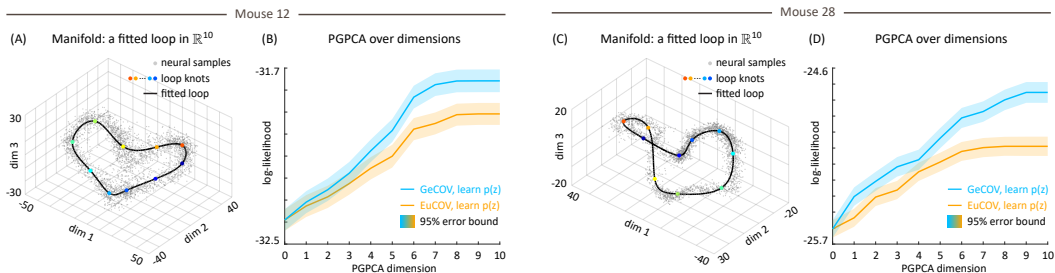 Mouse 12
(A) Manifold: a fitted loop in ℝ¹⁰
neural samples
loop knots
fitted loop
30
dim 3
-30
-50
dim 1
50
-40
dim 2
40
(B) PGPCA over dimensions
-31.7
log-likelihood
-32.5
GeCOV, learn p(z)
EuCOV, learn p(z)
95% error bound
0 1 2 3 4 5 6 7 8 9 10
PGPCA dimension
Mouse 28
(C) Manifold: a fitted loop in ℝ¹⁰
neural samples
loop knots
fitted loop
20
dim 3
-20
40
dim 1
-40
30
dim 2
-20
(D) PGPCA over dimensions
-24.6
log-likelihood
-25.7
GeCOV, learn p(z)
EuCOV, learn p(z)
95% error bound
0 1 2 3 4 5 6 7 8 9 10
PGPCA dimension